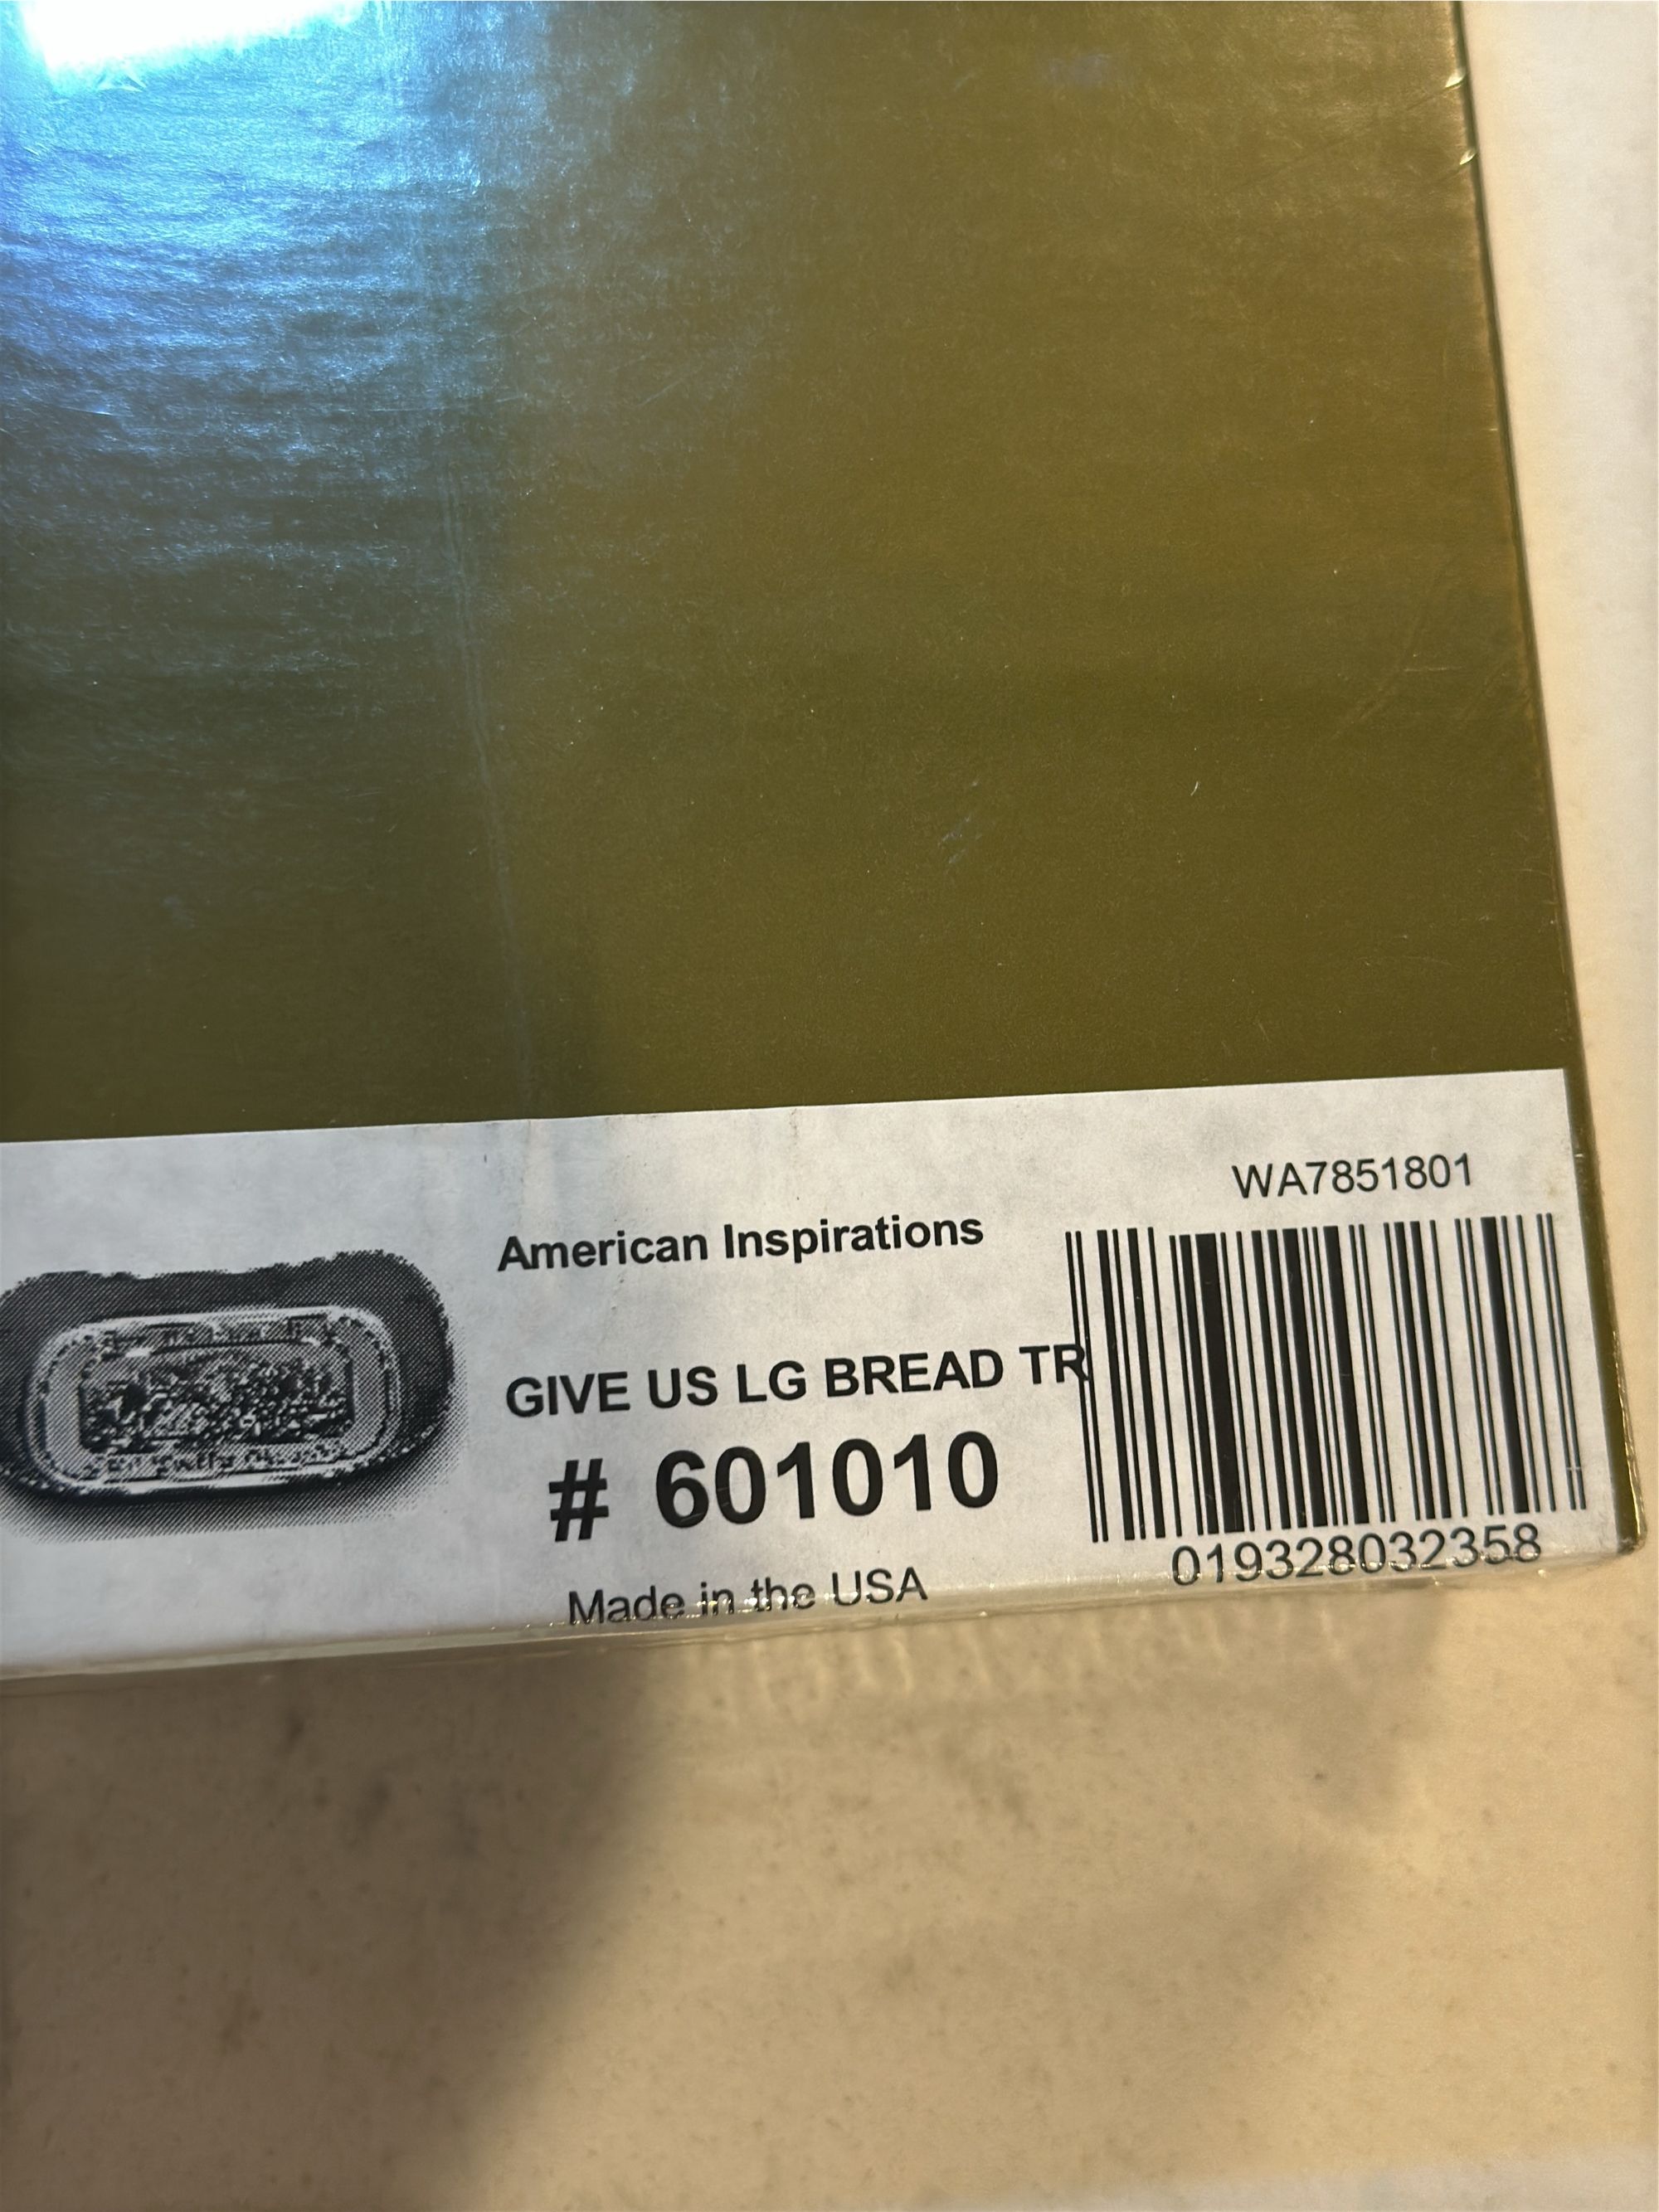 WA7851801
American Inspirations
GIVE US LG BREAD TR
# 601010
019328032358
Made in the USA